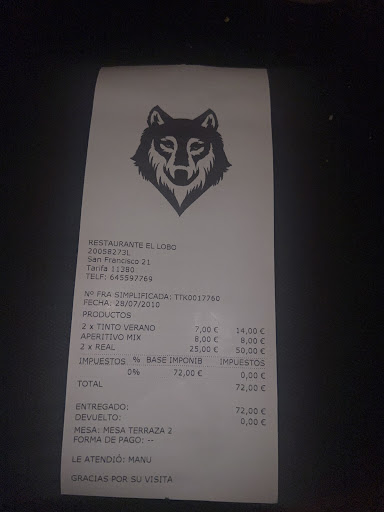 RESTAURANTE EL LOBO
20058273L
San Francisco 21
Tarifa 11380
TELF: 645597769
Nº FRA SIMPLIFICADA: TTK0017760
FECHA: 28/07/2010
PRODUCTOS
2 x TINTO VERANO 7,00 € 14,00 €
APERITIVO MIX 8,00 € 8,00 €
2 x REAL 25,00 € 50,00 €
IMPUESTOS % BASE IMPONIB IMPUESTOS
0% 72,00 € 0,00 €
TOTAL 72,00 €
ENTREGADO: 72,00 €
DEVUELTO: 0,00 €
MESA: MESA TERRAZA 2
FORMA DE PAGO: --
LE ATENDIÓ: MANU
GRACIAS POR SU VISITA